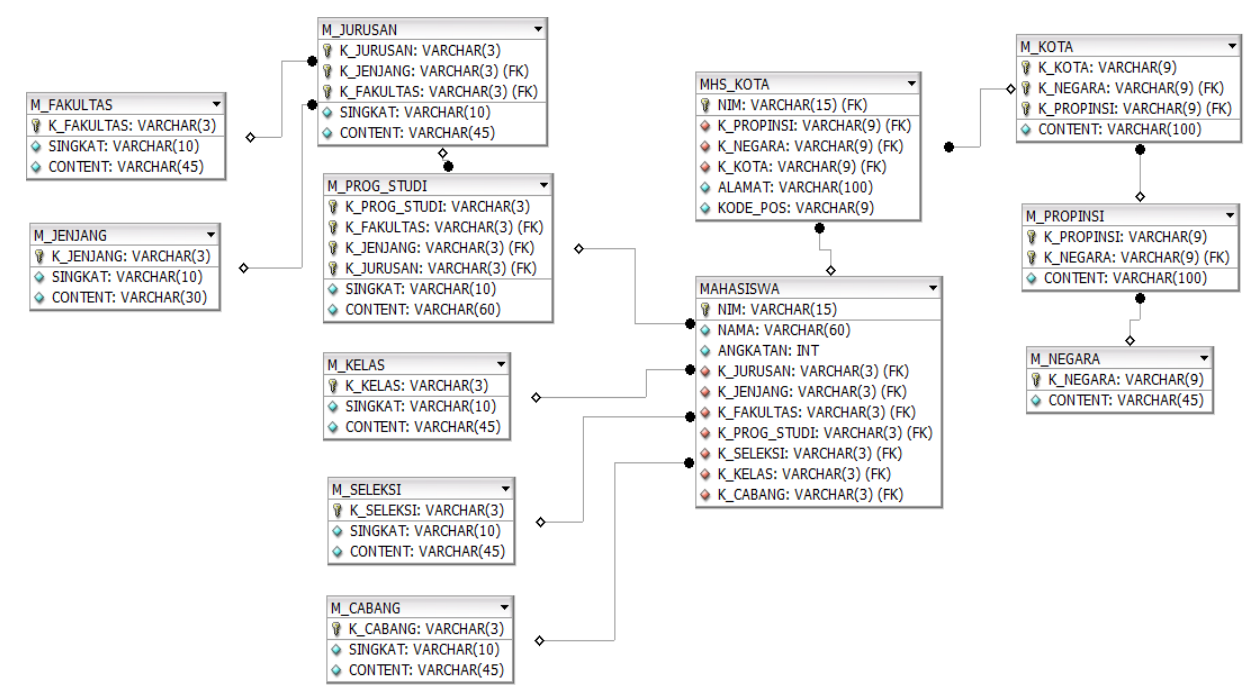 M_JURUSAN
K_JURUSAN: VARCHAR(3)
K_JENJANG: VARCHAR(3) (FK)
K_FAKULTAS: VARCHAR(3) (FK)
SINGKAT: VARCHAR(10)
CONTENT: VARCHAR(45)
M_FAKULTAS
K_FAKULTAS: VARCHAR(3)
SINGKAT: VARCHAR(10)
CONTENT: VARCHAR(45)
M_JENJANG
K_JENJANG: VARCHAR(3)
SINGKAT: VARCHAR(10)
CONTENT: VARCHAR(30)
M_PROG_STUDI
K_PROG_STUDI: VARCHAR(3)
K_FAKULTAS: VARCHAR(3) (FK)
K_JENJANG: VARCHAR(3) (FK)
K_JURUSAN: VARCHAR(3) (FK)
SINGKAT: VARCHAR(10)
CONTENT: VARCHAR(60)
M_KELAS
K_KELAS: VARCHAR(3)
SINGKAT: VARCHAR(10)
CONTENT: VARCHAR(45)
M_SELEKSI
K_SELEKSI: VARCHAR(3)
SINGKAT: VARCHAR(10)
CONTENT: VARCHAR(45)
M_CABANG
K_CABANG: VARCHAR(3)
SINGKAT: VARCHAR(10)
CONTENT: VARCHAR(45)
MHS_KOTA
NIM: VARCHAR(15) (FK)
K_PROPINSI: VARCHAR(9) (FK)
K_NEGARA: VARCHAR(9) (FK)
K_KOTA: VARCHAR(9) (FK)
ALAMAT: VARCHAR(100)
KODE_POS: VARCHAR(9)
MAHASISWA
NIM: VARCHAR(15)
NAMA: VARCHAR(60)
ANGKATAN: INT
K_JURUSAN: VARCHAR(3) (FK)
K_JENJANG: VARCHAR(3) (FK)
K_FAKULTAS: VARCHAR(3) (FK)
K_PROG_STUDI: VARCHAR(3) (FK)
K_SELEKSI: VARCHAR(3) (FK)
K_KELAS: VARCHAR(3) (FK)
K_CABANG: VARCHAR(3) (FK)
M_KOTA
K_KOTA: VARCHAR(9)
K_NEGARA: VARCHAR(9) (FK)
K_PROPINSI: VARCHAR(9) (FK)
CONTENT: VARCHAR(100)
M_PROPINSI
K_PROPINSI: VARCHAR(9)
K_NEGARA: VARCHAR(9) (FK)
CONTENT: VARCHAR(100)
M_NEGARA
K_NEGARA: VARCHAR(9)
CONTENT: VARCHAR(45)